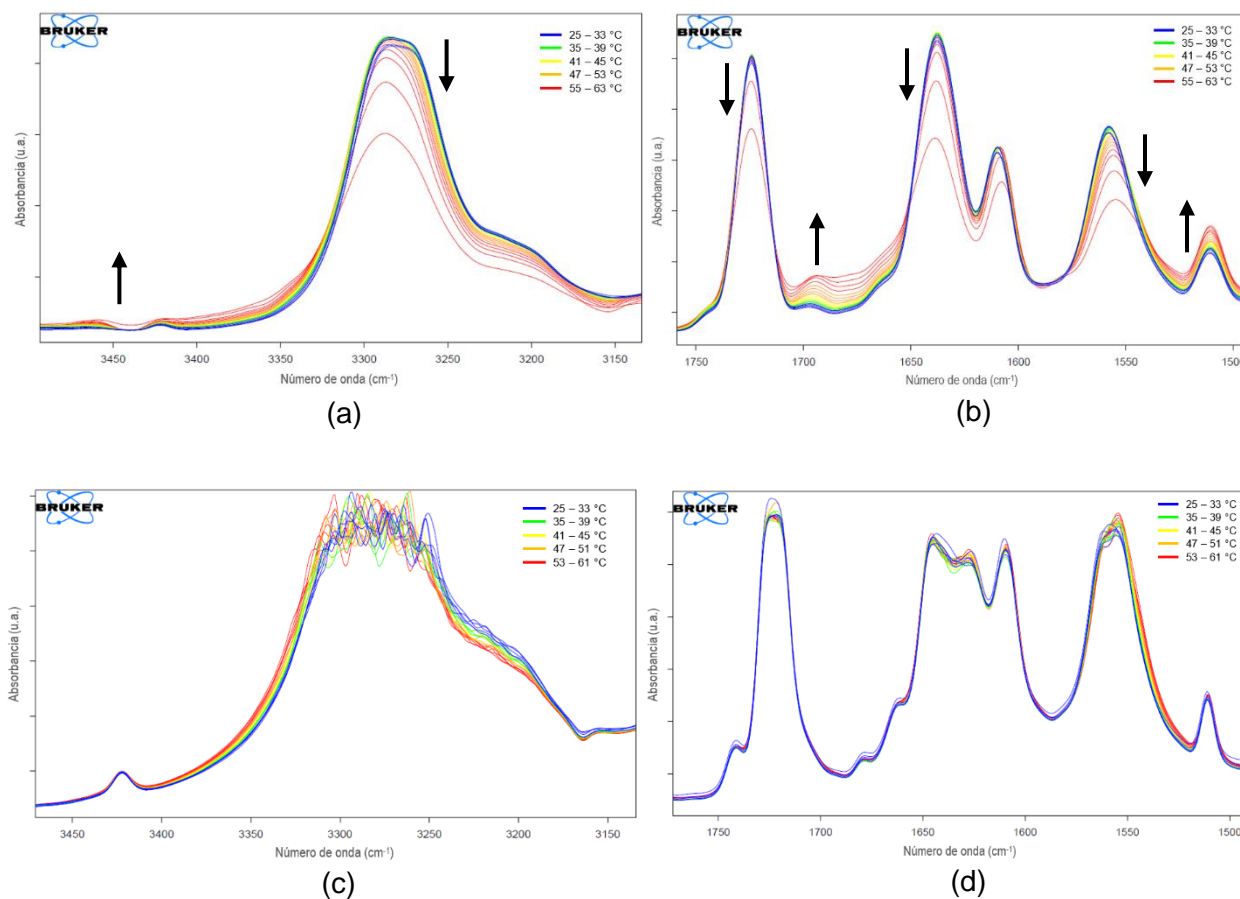 BRUKER
25 – 33 °C
35 – 39 °C
41 – 45 °C
47 – 53 °C
55 – 63 °C
Absorbancia (u.a.)
3450 3400 3350 3300 3250 3200 3150
Número de onda (cm-1)
(a)
BRUKER
25 – 33 °C
35 – 39 °C
41 – 45 °C
47 – 53 °C
55 – 63 °C
Absorbancia (u.a.)
1750 1700 1650 1600 1550 1500
Número de onda (cm-1)
(b)
BRUKER
25 – 33 °C
35 – 39 °C
41 – 45 °C
47 – 51 °C
53 – 61 °C
Absorbancia (u.a.)
3450 3400 3350 3300 3250 3200 3150
Número de onda (cm-1)
(c)
BRUKER
25 – 33 °C
35 – 39 °C
41 – 45 °C
47 – 51 °C
53 – 61 °C
Absorbancia (u.a.)
1750 1700 1650 1600 1550 1500
Número de onda (cm-1)
(d)